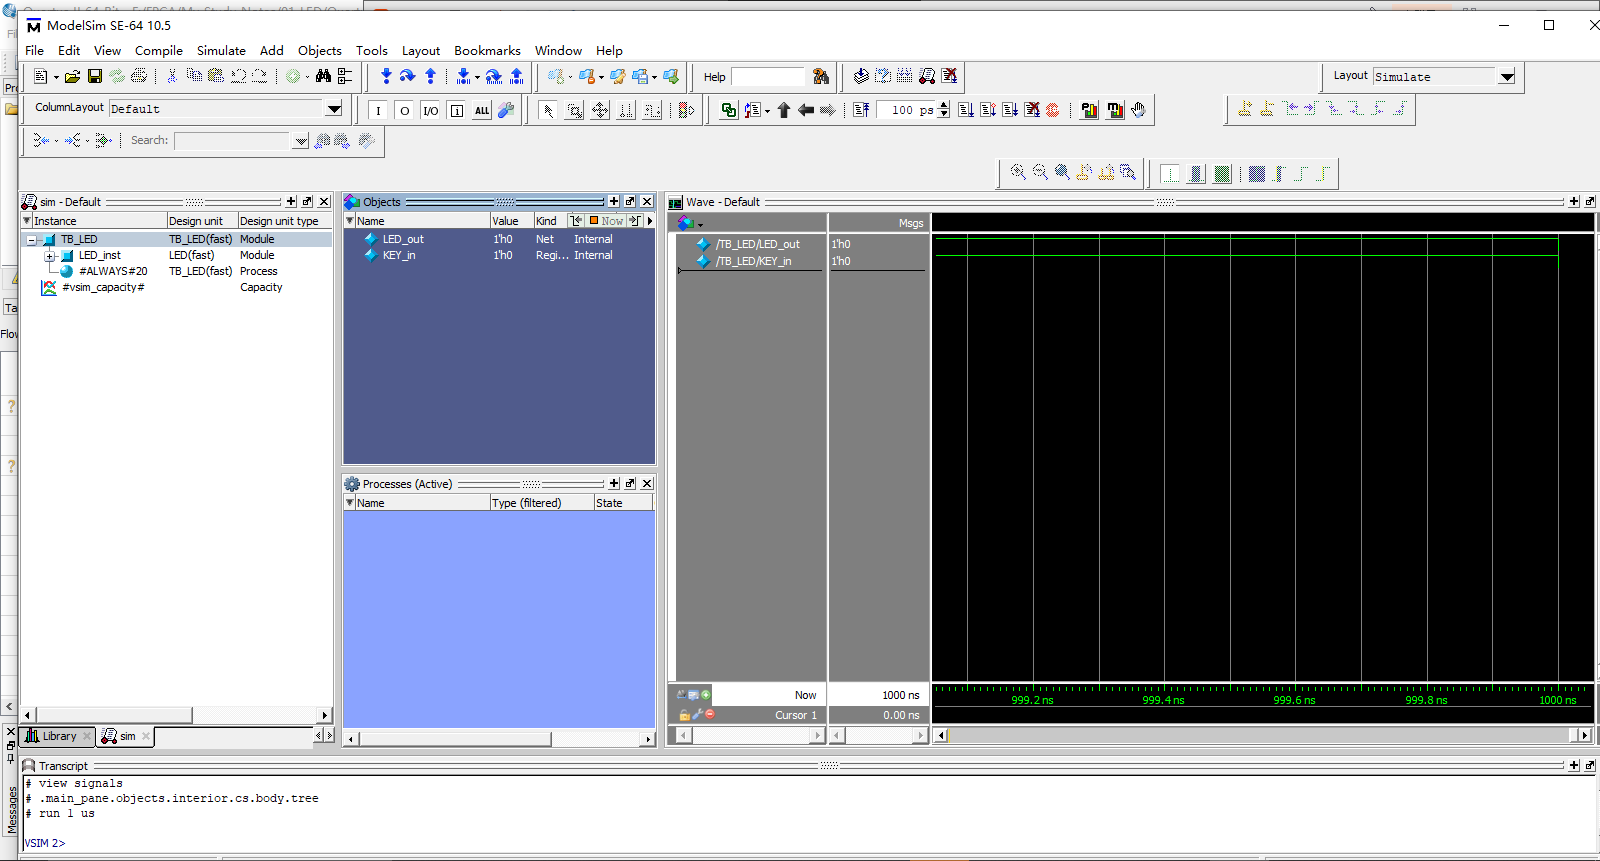 ModelSim SE-64 10.5
File Edit View Compile Simulate Add Objects Tools Layout Bookmarks Window Help
Help
Layout Simulate
ColumnLayout Default
I O I/O ALL
100 ps
Search:
sim - Default
Instance Design unit Design unit type
TB_LED TB_LED(fast) Module
LED_inst LED(fast) Module
#ALWAYS#20 TB_LED(fast) Process
#vsim_capacity# Capacity
Library sim
Objects
Name Value Kind Now
LED_out 1'h0 Net Internal
KEY_in 1'h0 Regi... Internal
Processes (Active)
Name Type (filtered) State
Wave - Default
Msgs
/TB_LED/LED_out 1'h0
/TB_LED/KEY_in 1'h0
Now 1000 ns
Cursor 1 0.00 ns
999.2 ns 999.4 ns 999.6 ns 999.8 ns 1000 ns
Transcript
# view signals
# .main_pane.objects.interior.cs.body.tree
# run 1 us
VSIM 2>
Messages
Flow